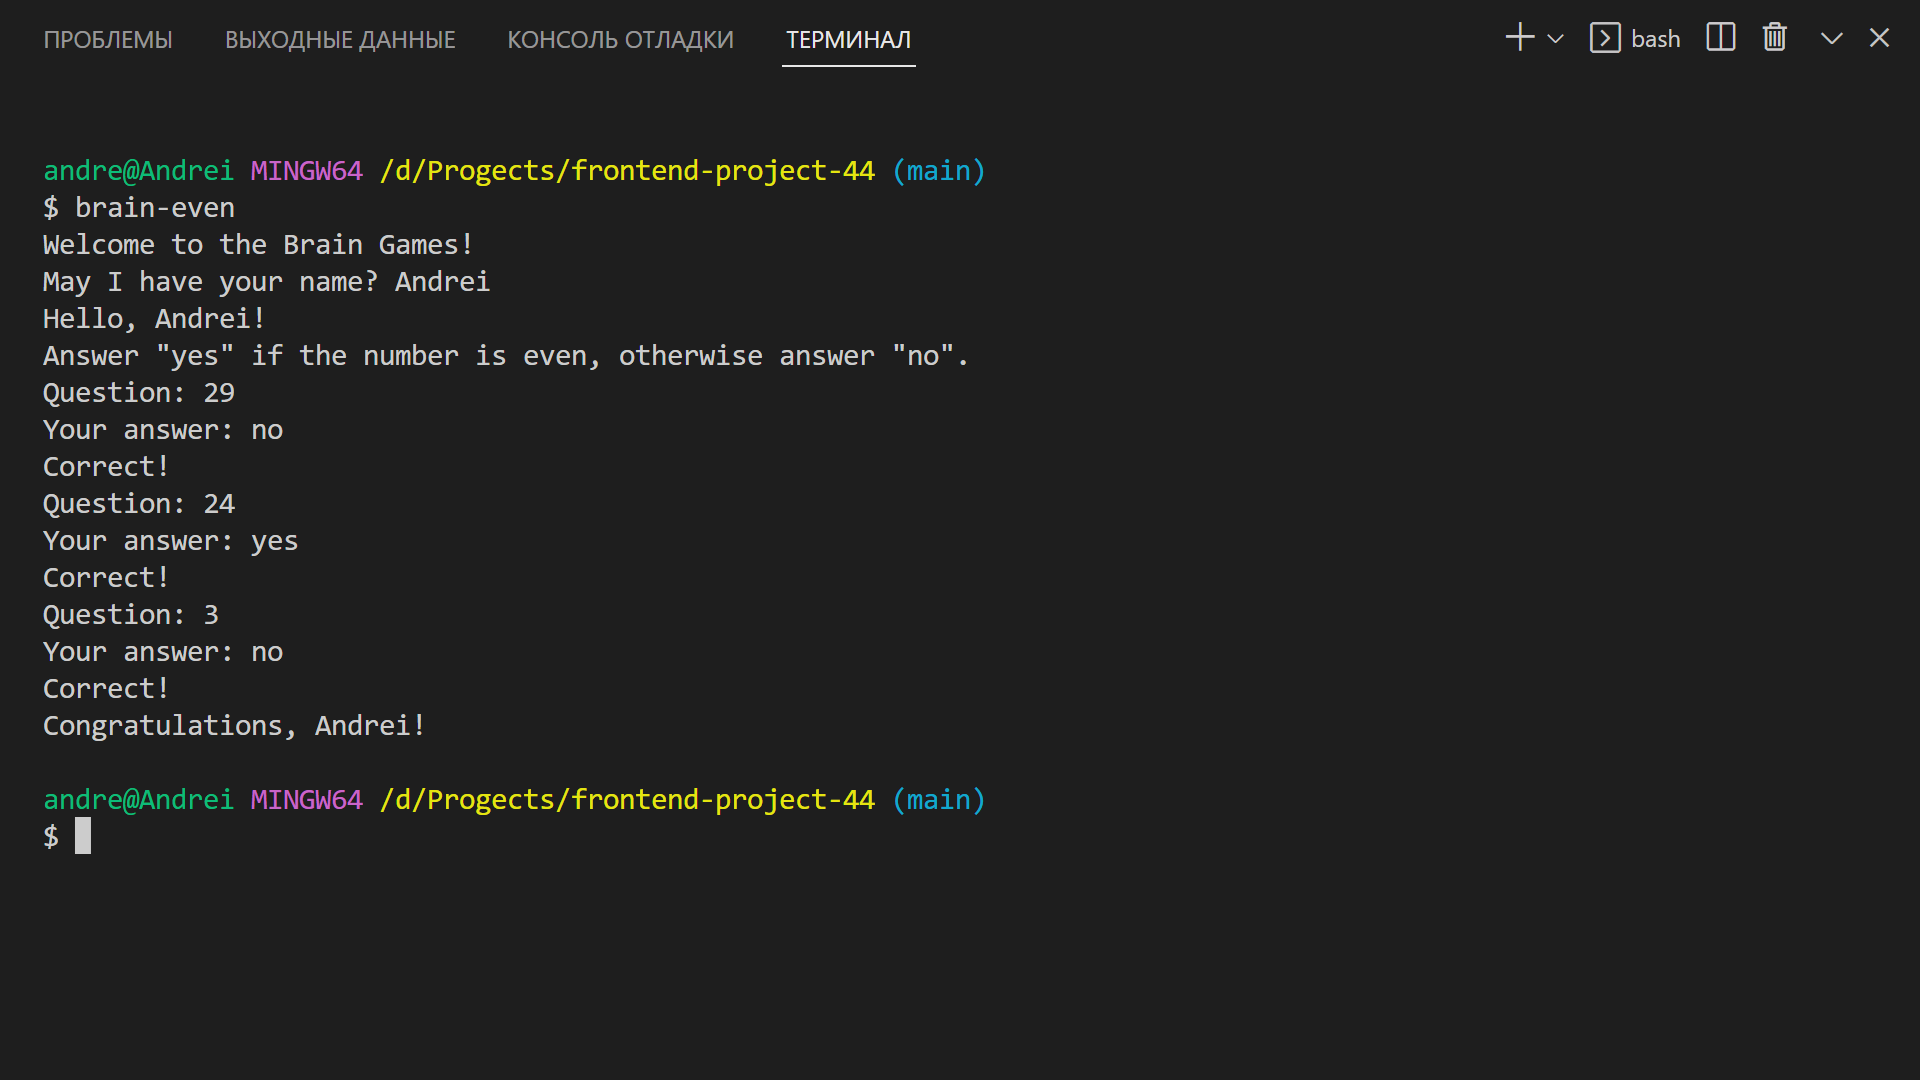 ПРОБЛЕМЫ ВЫХОДНЫЕ ДАННЫЕ КОНСОЛЬ ОТЛАДКИ ТЕРМИНАЛ bash
andre@Andrei MINGW64 /d/Progects/frontend-project-44 (main)
$ brain-even
Welcome to the Brain Games!
May I have your name? Andrei
Hello, Andrei!
Answer "yes" if the number is even, otherwise answer "no".
Question: 29
Your answer: no
Correct!
Question: 24
Your answer: yes
Correct!
Question: 3
Your answer: no
Correct!
Congratulations, Andrei!
andre@Andrei MINGW64 /d/Progects/frontend-project-44 (main)
$